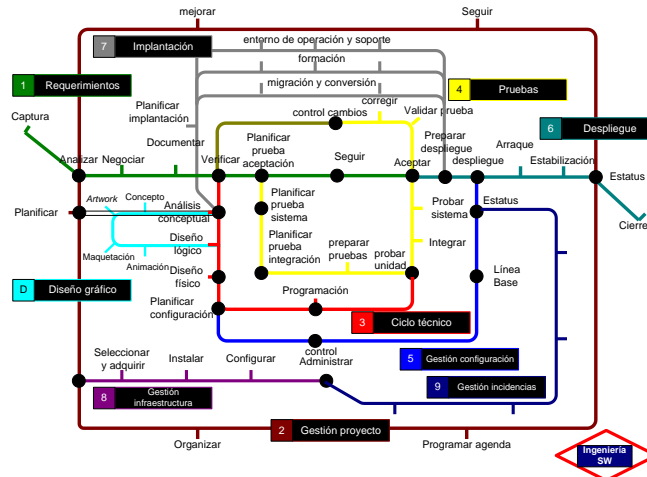 mejorar
Seguir
7 Implantación
entorno de operación y soporte
formación
migración y conversión
1 Requerimientos
4 Pruebas
Captura
Planificar
implantación
corregir
control cambios
Validar prueba
6 Despliegue
Documentar
Planificar
prueba
aceptación
Preparar
despliegue
Arraque
Analizar
Negociar
Verificar
Seguir
Aceptar
despliegue
Estabilización
Estatus
Artwork
Concepto
Planificar
Análisis
conceptual
Planificar
prueba
sistema
Probar
sistema
Estatus
Cierre
Diseño
lógico
Planificar
prueba
integración
Integrar
Maquetación
Animación
preparar
pruebas
probar
unidad
Diseño
físico
Línea
Base
D Diseño gráfico
Programación
Planificar
configuración
3 Ciclo técnico
control
Administrar
Seleccionar
y adquirir
Instalar
Configurar
5 Gestión configuración
8 Gestión
infraestructura
9 Gestión incidencias
2 Gestión proyecto
Organizar
Programar agenda
Ingeniería
SW